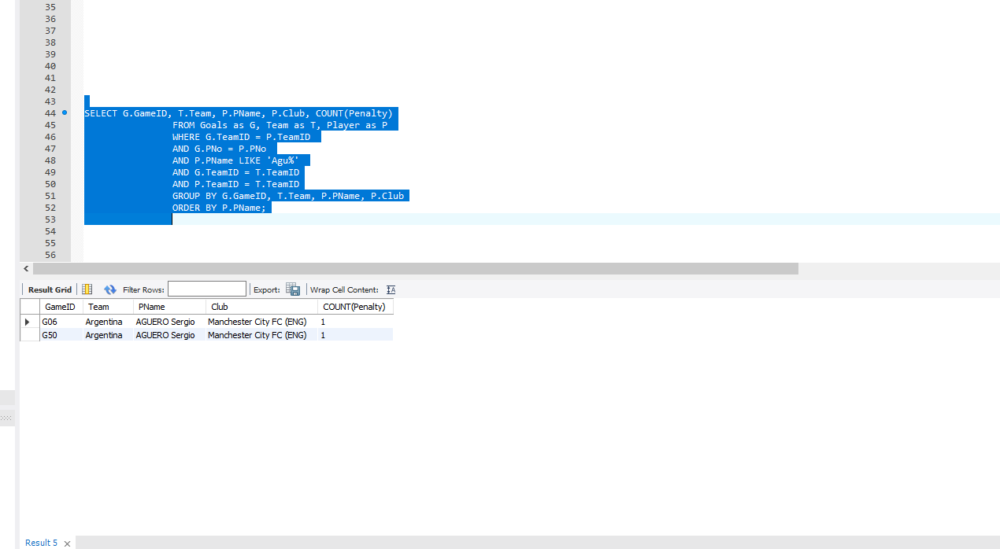 35
36
37
38
39
40
41
42
43
44 SELECT G.GameID, T.Team, P.PName, P.Club, COUNT(Penalty)
45 FROM Goals as G, Team as T, Player as P
46 WHERE G.TeamID = P.TeamID
47 AND G.PNo = P.PNo
48 AND P.PName LIKE 'Agu%'
49 AND G.TeamID = T.TeamID
50 AND P.TeamID = T.TeamID
51 GROUP BY G.GameID, T.Team, P.PName, P.Club
52 ORDER BY P.PName;
53
54
55
56
Result Grid Filter Rows: Export: Wrap Cell Content:
GameID Team PName Club COUNT(Penalty)
G06 Argentina AGUERO Sergio Manchester City FC (ENG) 1
G50 Argentina AGUERO Sergio Manchester City FC (ENG) 1
Result 5